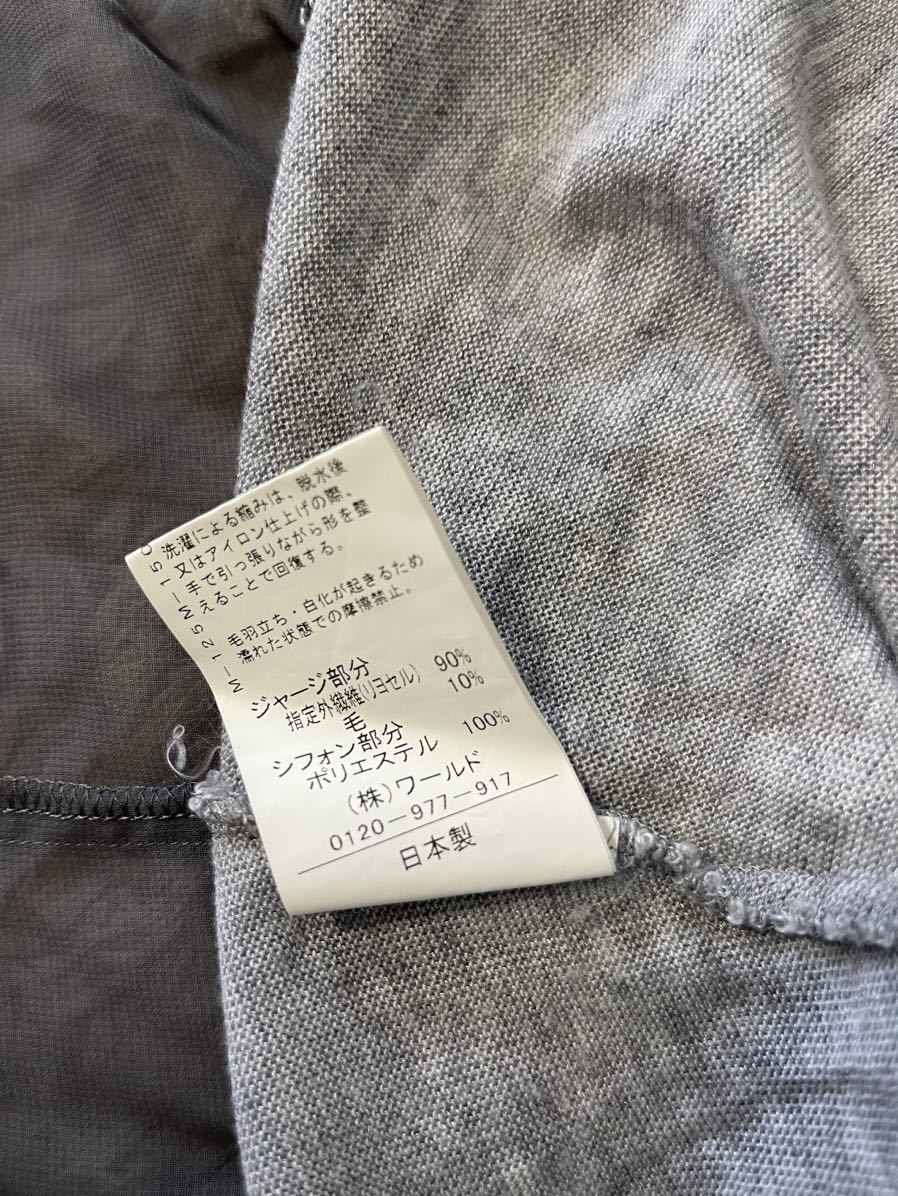 洗濯による縮みは、脱水後
又はアイロン仕上げの際、
手で引っ張りながら形を整
えることで回復する。
毛羽立ち・白化が起きるため
濡れた状態での摩擦禁止。
ジャージ部分
指定外繊維(リヨセル) 90%
毛 10%
シフォン部分
ポリエステル 100%
(株)ワールド
0120-977-917
日本製